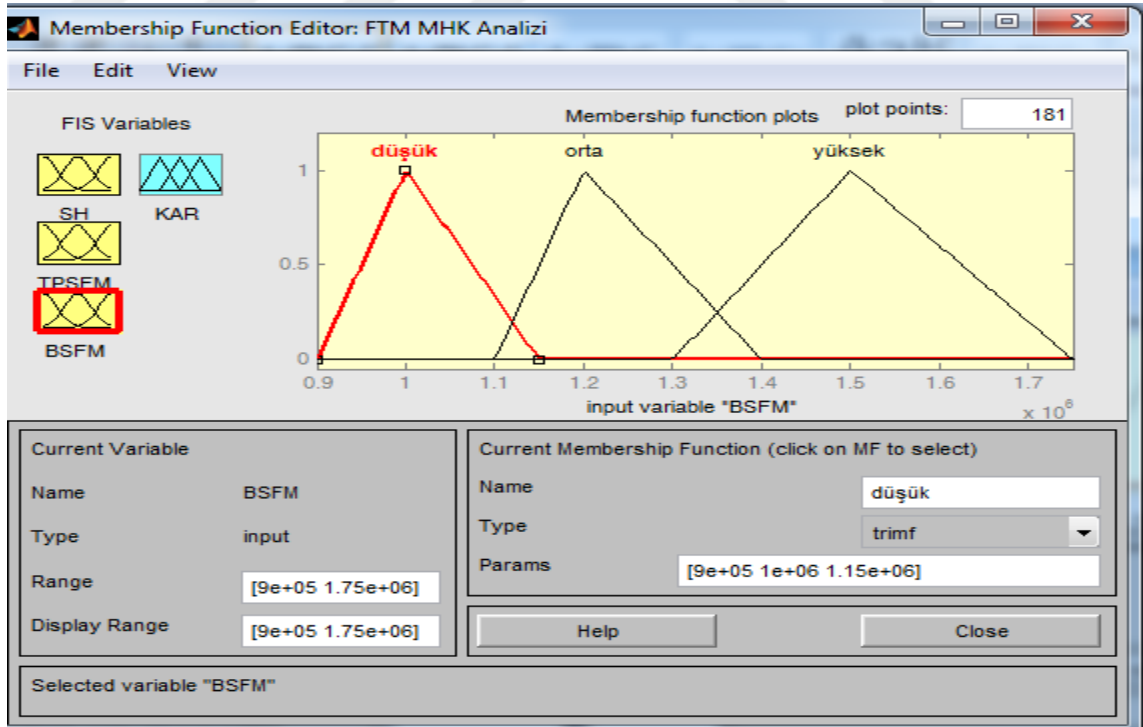 Membership Function Editor: FTM MHK Analizi
File Edit View
FIS Variables
Membership function plots plot points: 181
SH KAR
TPSFM
BSFM
düşük orta yüksek
1
0.5
0
0.9 1 1.1 1.2 1.3 1.4 1.5 1.6 1.7
input variable "BSFM"
x 10⁶
Current Variable
Name BSFM
Type input
Range [9e+05 1.75e+06]
Display Range [9e+05 1.75e+06]
Current Membership Function (click on MF to select)
Name düşük
Type trimf
Params [9e+05 1e+06 1.15e+06]
Help Close
Selected variable "BSFM"